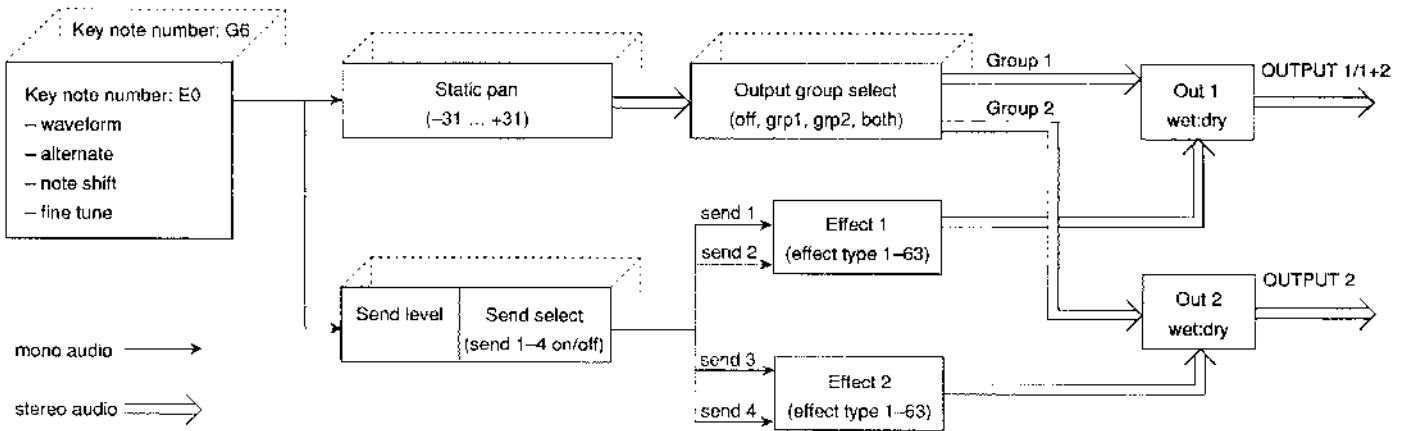 Key note number: G6
Key note number: E0
– waveform
– alternate
– note shift
– fine tune
Static pan
(–31 ... +31)
Output group select
(off, grp1, grp2, both)
Group 1
Group 2
Out 1
wet:dry
OUTPUT 1/1+2
send 1
send 2
Effect 1
(effect type 1–63)
Send level
Send select
(send 1–4 on/off)
Out 2
wet:dry
OUTPUT 2
send 3
send 4
Effect 2
(effect type 1–63)
mono audio
stereo audio